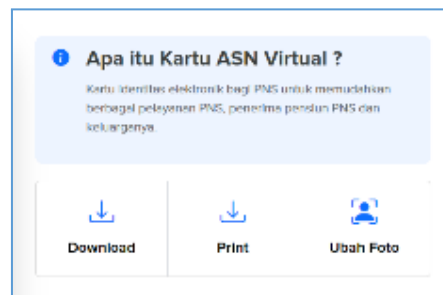 Apa itu Kartu ASN Virtual ?
Kartu identitas elektronik bagi PNS untuk memudahkan
berbagai pelayanan PNS, penerima pensiun PNS dan
keluarganya.
Download Print Ubah Foto